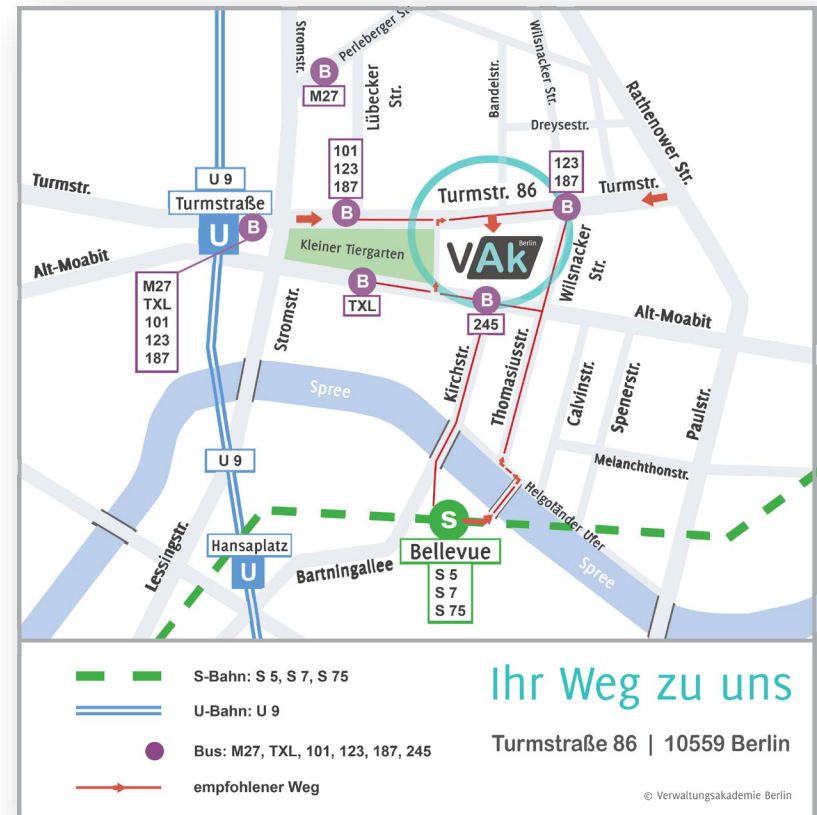 Stromstr.
Perleberger St
B
M27
Lübecker
Str.
Bandelstr.
Wilsnacker Str.
Rathenower Str.
Dreysestr.
101
123
187
B
123
187
B
Turmstr. 86
Turmstr.
Turmstr.
U 9
Turmstraße
U
B
Kleiner Tiergarten
VAk
Berlin
Wilsnacker
Str.
Alt-Moabit
M27
TXL
101
123
187
B
TXL
B
245
Alt-Moabit
Stromstr.
Kirchstr.
Thomasiusstr.
Calvinstr.
Spenerstr.
Paulstr.
Spree
U 9
Melanchthonstr.
Helgoländer Ufer
S
Bellevue
S 5
S 7
S 75
Hansaplatz
U
Lessingstr.
Bartningallee
Spree
S-Bahn: S 5, S 7, S 75
U-Bahn: U 9
Bus: M27, TXL, 101, 123, 187, 245
empfohlener Weg
Ihr Weg zu uns
Turmstraße 86 | 10559 Berlin
© Verwaltungsakademie Berlin